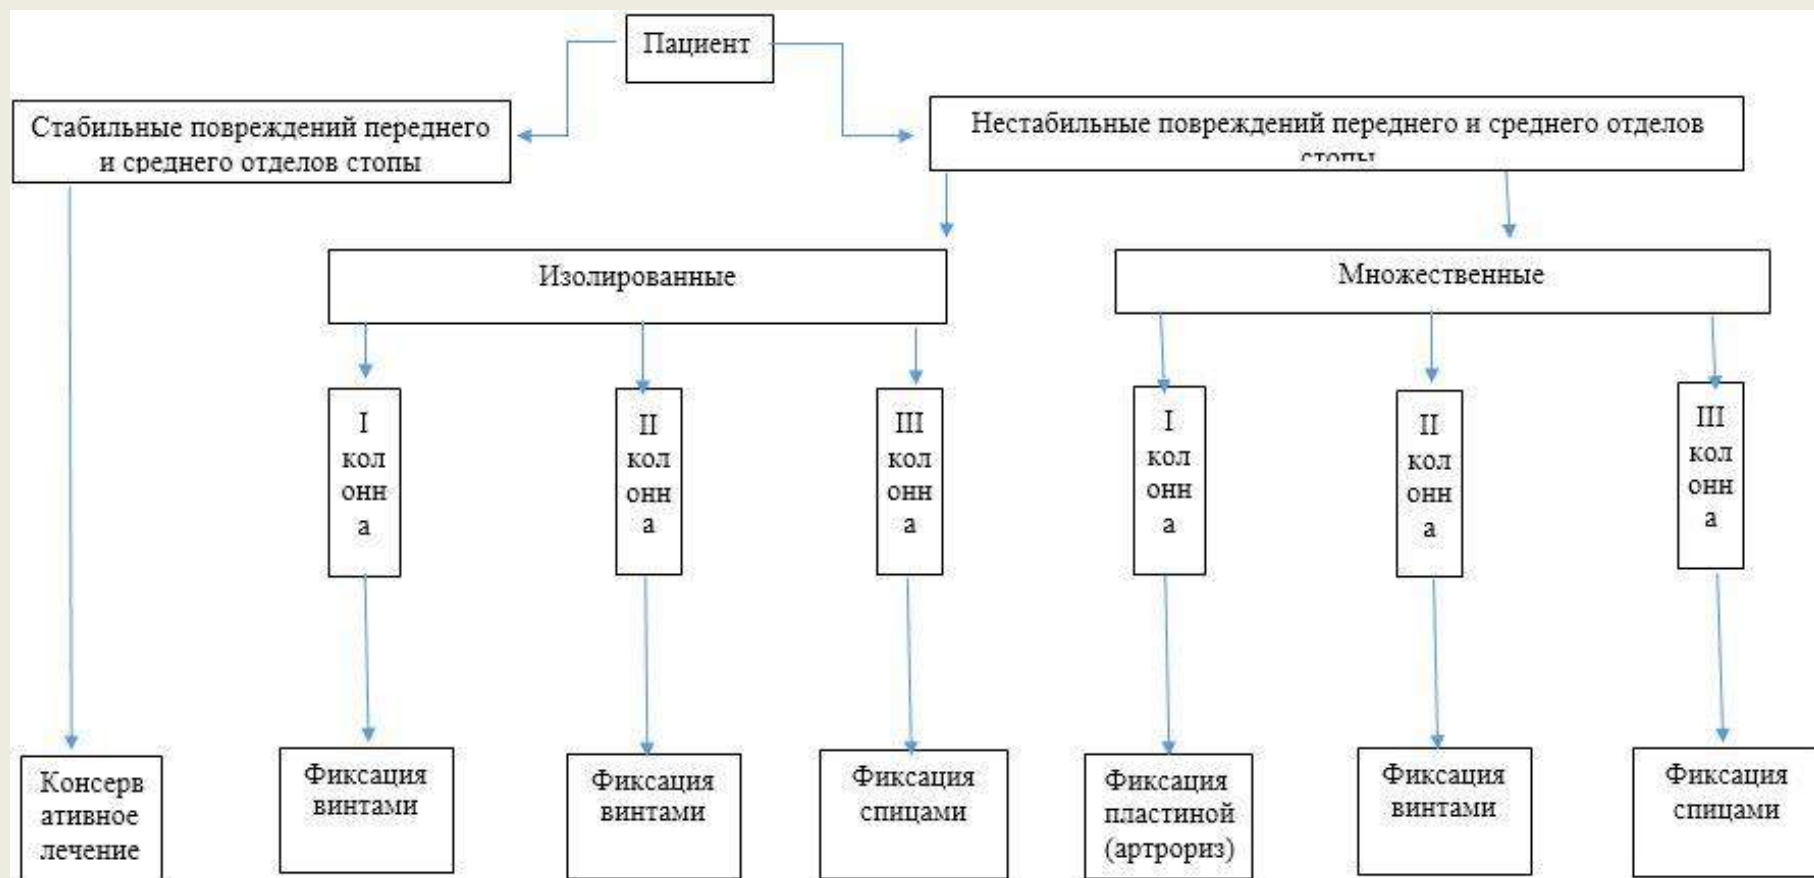 Пациент
Стабильные повреждений переднего
и среднего отделов стопы
Нестабильные повреждений переднего и среднего отделов
стопы
Изолированные
Множественные
I
кол
онн
а
II
кол
онн
а
III
кол
онн
а
I
кол
онн
а
II
кол
онн
а
III
кол
онн
а
Консерв
ативное
лечение
Фиксация
винтами
Фиксация
винтами
Фиксация
спицами
Фиксация
пластиной
(артрориз)
Фиксация
винтами
Фиксация
спицами